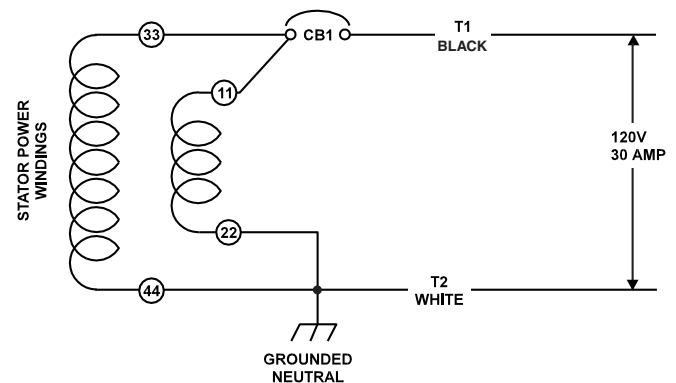 33
CB1
T1
BLACK
11
STATOR POWER
WINDINGS
120V
30 AMP
22
44
T2
WHITE
GROUNDED
NEUTRAL